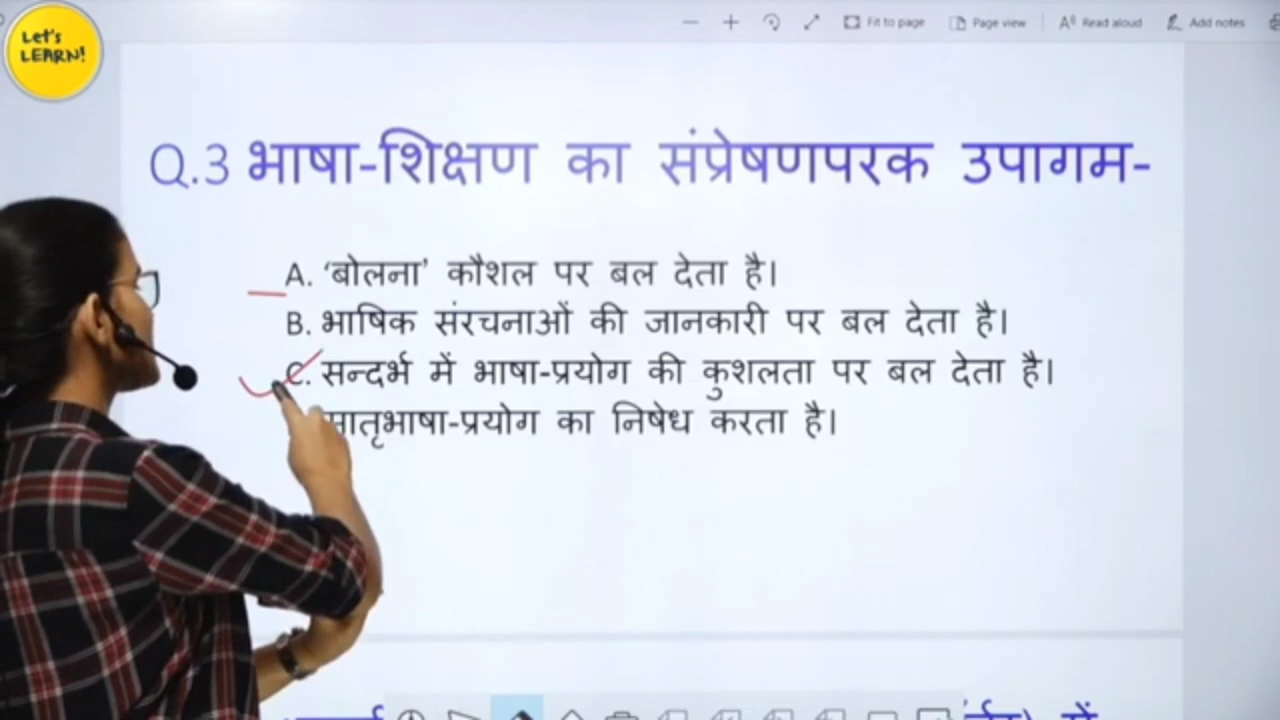 Let's
LEARN!
Fit to page
Page view
Read aloud
Add notes
Q.3 भाषा-शिक्षण का संप्रेषणपरक उपागम-
A. ‘बोलना’ कौशल पर बल देता है।
B. भाषिक संरचनाओं की जानकारी पर बल देता है।
C. सन्दर्भ में भाषा-प्रयोग की कुशलता पर बल देता है।
मातृभाषा-प्रयोग का निषेध करता है।
में